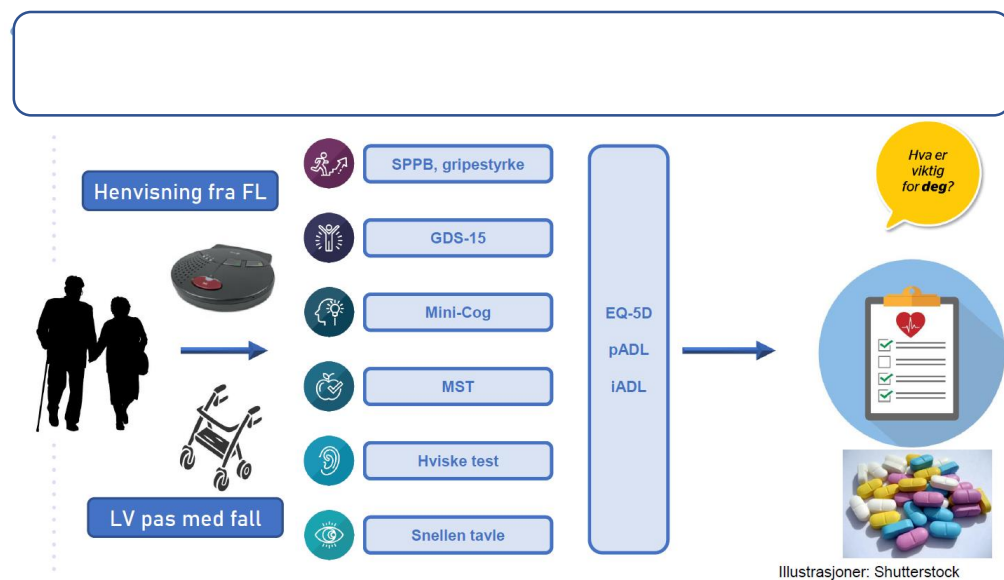 Henvisning fra FL
LV pas med fall
SPPB, gripestyrke
GDS-15
Mini-Cog
MST
Hviske test
Snellen tavle
EQ-5D
pADL
iADL
Hva er
viktig
for deg?
Illustrasjoner: Shutterstock